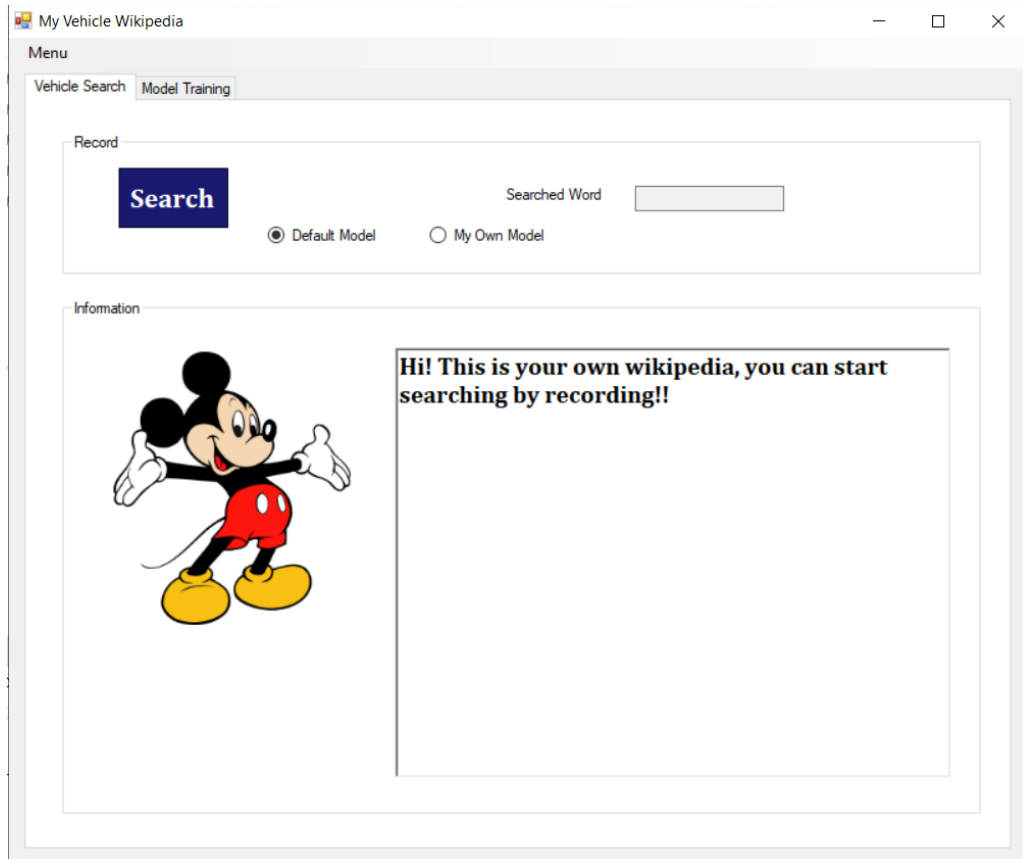 My Vehicle Wikipedia
Menu
Vehicle Search
Model Training
Record
Search
Searched Word
Default Model
My Own Model
Information
Hi! This is your own wikipedia, you can start
searching by recording!!